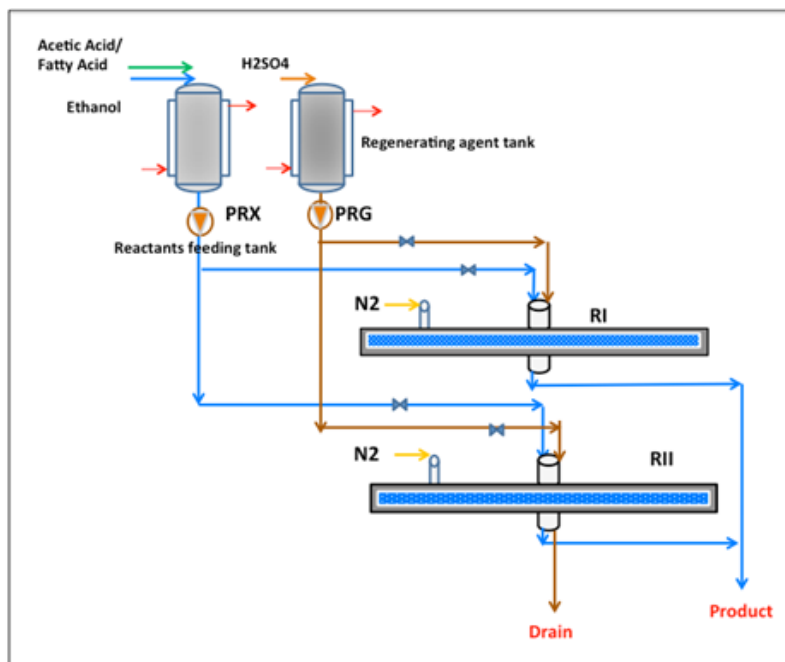 Acetic Acid/
Fatty Acid
H2SO4
Ethanol
Regenerating agent tank
PRX
PRG
Reactants feeding tank
N2
RI
N2
RII
Product
Drain